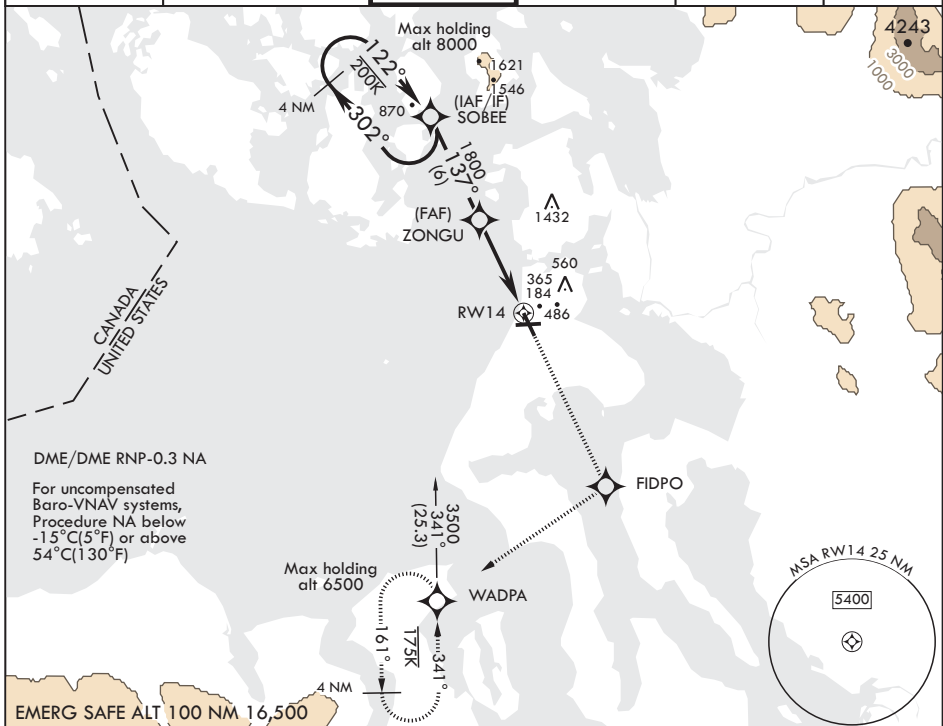 Max holding
alt 8000
4243
3000
1000
122°
200K
1621
1546
4 NM
870
(IAF/IF)
SOBEE
302°
1800
137°
(6)
(FAF)
ZONGU
1432
560
365
184
486
RW14
CANADA
UNITED STATES
DME/DME RNP-0.3 NA
For uncompensated
Baro-VNAV systems,
Procedure NA below
-15°C(5°F) or above
54°C(130°F)
FIDPO
3500
341°
(25.3)
Max holding
alt 6500
WADPA
161°
175K
341°
4 NM
MSA RW14 25 NM
5400
EMERG SAFE ALT 100 NM 16,500